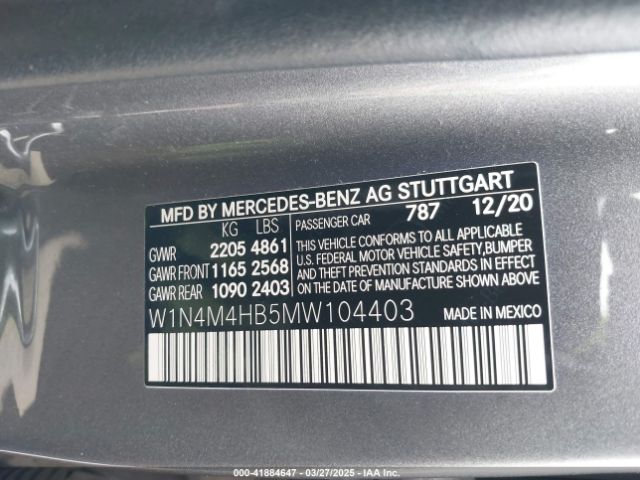 MFD BY MERCEDES-BENZ AG STUTTGART
KG LBS PASSENGER CAR 787 12/20
GVWR 2205 4861
GAWR FRONT 1165 2568
GAWR REAR 1090 2403
THIS VEHICLE CONFORMS TO ALL APPLICABLE
U.S. FEDERAL MOTOR VEHICLE SAFETY,BUMPER
AND THEFT PREVENTION STANDARDS IN EFFECT
ON THE DATE OF MANUFACTURE SHOWN ABOVE
W1N4M4HB5MW104403 MADE IN MEXICO
000-41884647 - 03/27/2025 - IAAI.COM